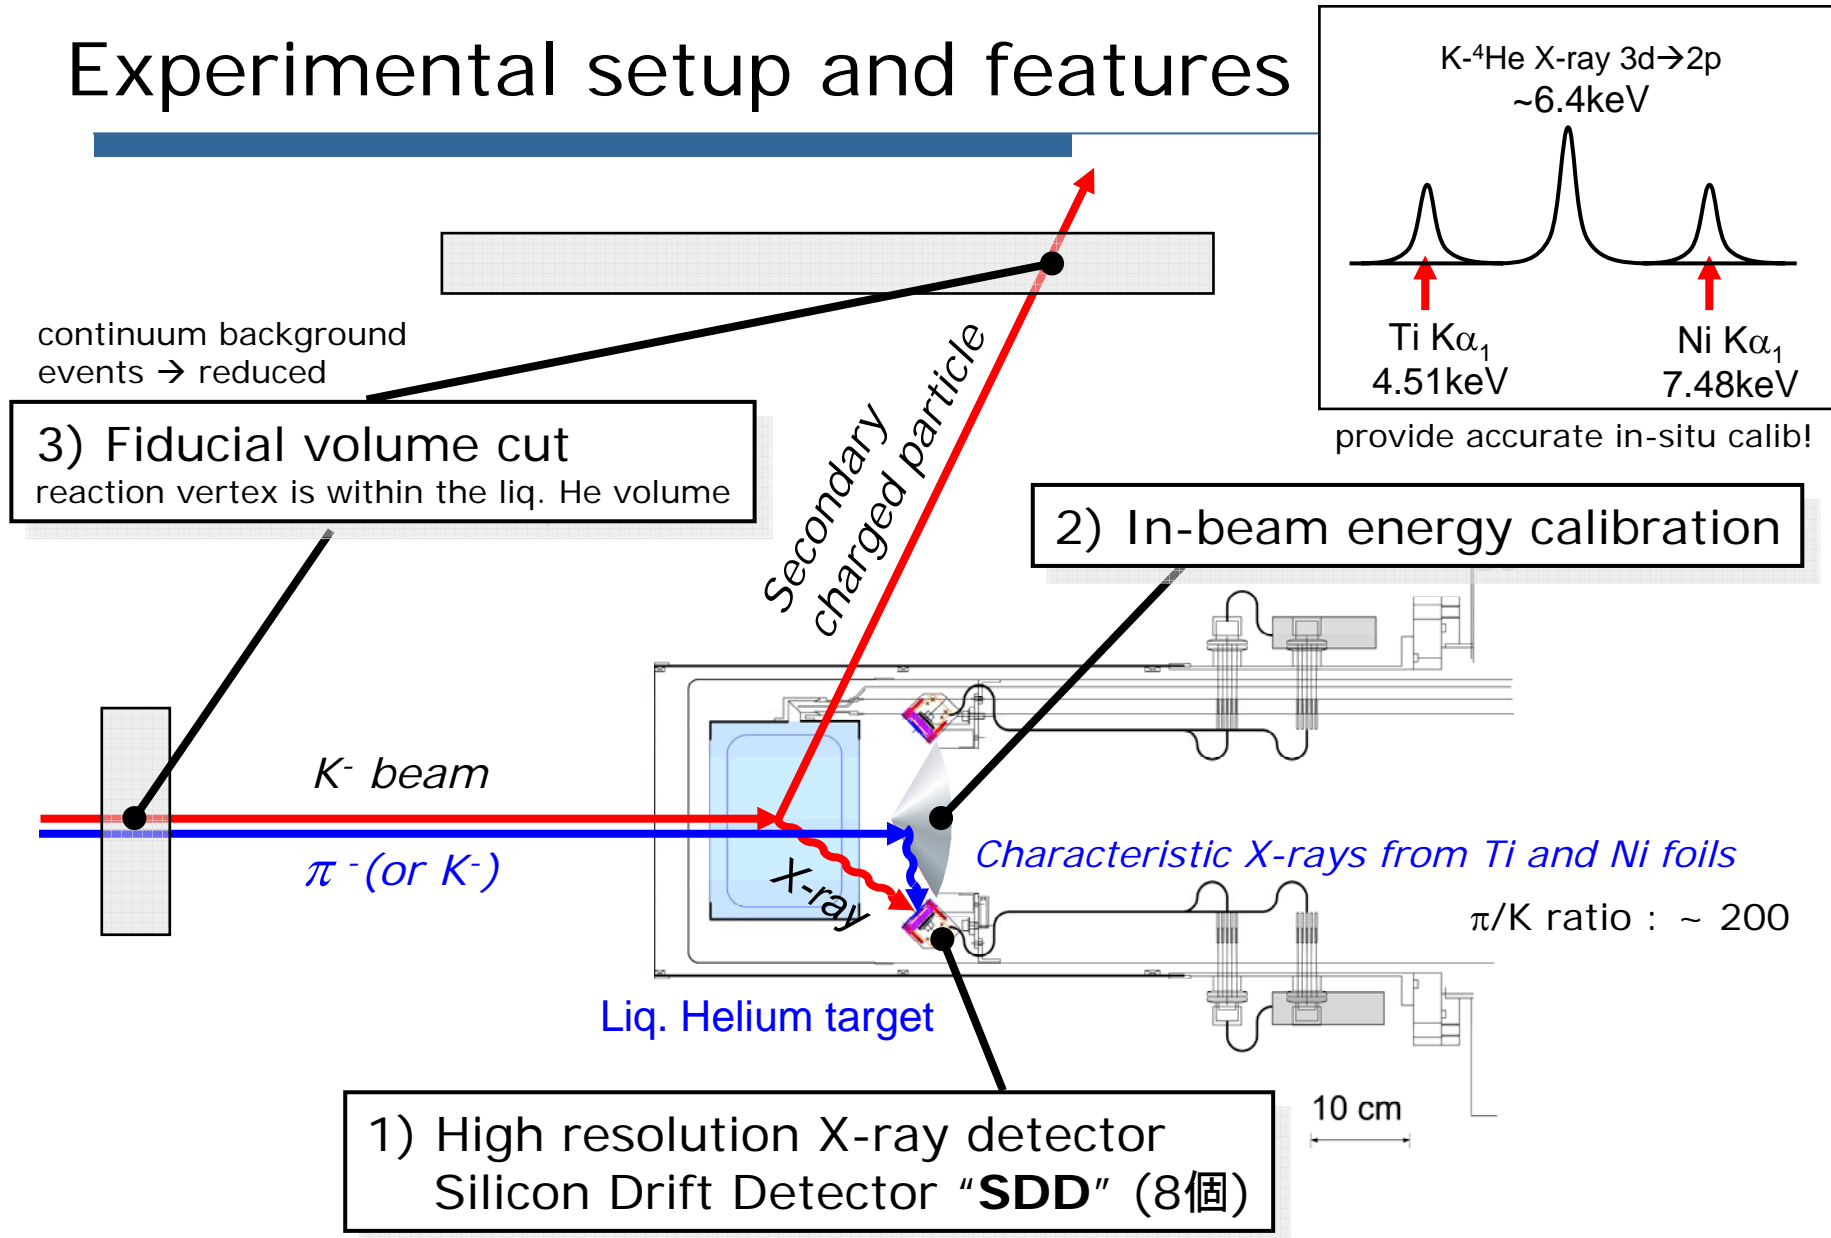 Experimental setup and features
K-⁴He X-ray 3d→2p
~6.4keV
Ti Kα₁
4.51keV
Ni Kα₁
7.48keV
provide accurate in-situ calib!
continuum background
events → reduced
3) Fiducial volume cut
reaction vertex is within the liq. He volume
Secondary
charged particle
2) In-beam energy calibration
K⁻ beam
π⁻(or K⁻)
X-ray
Characteristic X-rays from Ti and Ni foils
π/K ratio : ~ 200
Liq. Helium target
10 cm
1) High resolution X-ray detector
Silicon Drift Detector “SDD” (8個)